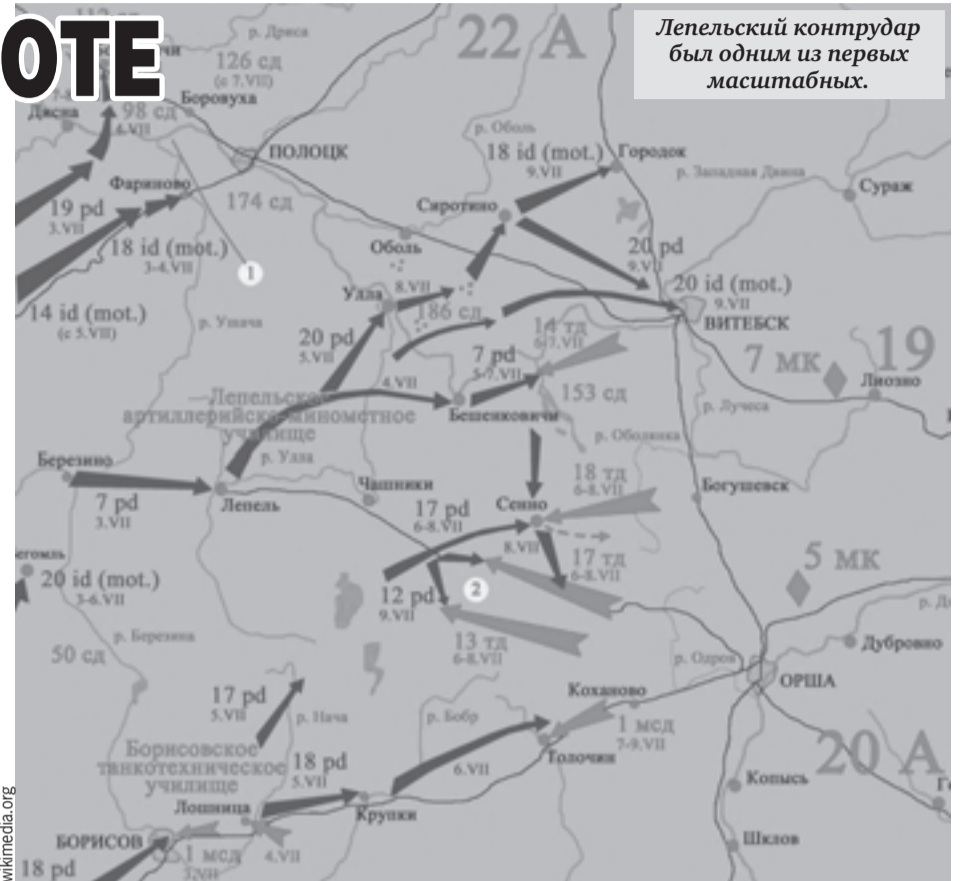 ОТЕ
Лепельский контрудар
был одним из первых
масштабных.
22 А
р. Дрисса
126 сд
(с 7.VII)
Боровуха
98 сд
4.VII
Дисна
ПОЛОЦК
р. Оболь
18 id (mot.)
9.VII
Городок
р. Западная Двина
Сураж
Фариново
19 pd
3.VII
174 сд
Сиротино
18 id (mot.)
3-4.VII
Оболь
20 pd
9.VII
1
14 id (mot.)
(с 5.VII)
8.VII
Улла
186 сд
20 id (mot.)
9.VII
ВИТЕБСК
р. Ушача
20 pd
5.VII
14 тд
6-7.VII
7 pd
5-7.VII
7 мк
19
4.VII
153 сд
Лиозно
Лепельское
артиллерийско-минометное
училище
Бешенковичи
р. Лучеса
р. Оболянка
р. Улла
Березино
7 pd
3.VII
Лепель
Чашники
18 тд
6-8.VII
Богушевск
17 pd
6-8.VII
Сенно
8.VII
17 тд
6-8.VII
5 мк
егомль
20 id (mot.)
3-6.VII
12 pd
9.VII
2
р. Березина
13 тд
6-8.VII
Дубровно
50 сд
р. Одров
ОРША
17 pd
5.VII
р. Нача
р. Бобр
Коханово
1 мсд
7-9.VII
Толочин
20 А
Борисовское
танкотехническое
училище
18 pd
5.VII
6.VII
Копысь
Лошница
Крупки
БОРИСОВ
1 мсд
4.VII
Шклов
18 pd
wikimedia.org